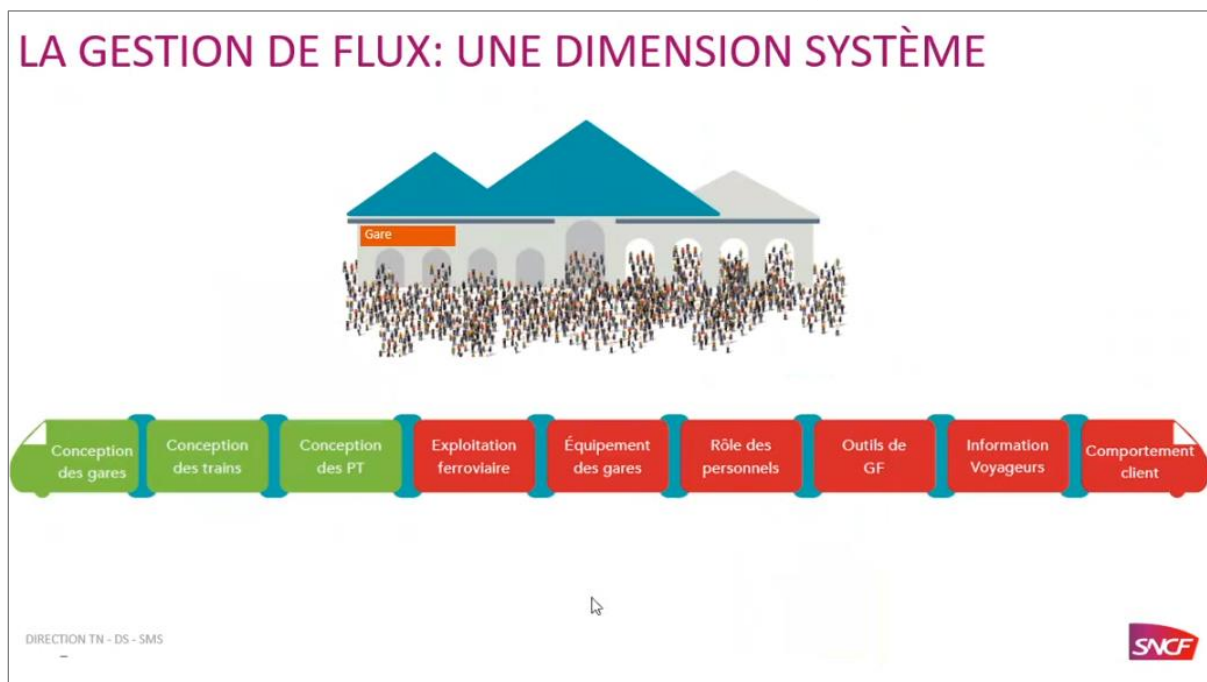 LA GESTION DE FLUX: UNE DIMENSION SYSTÈME
Gare
Conception
des gares
Conception
des trains
Conception
des PT
Exploitation
ferroviaire
Équipement
des gares
Rôle des
personnels
Outils de
GF
Information
Voyageurs
Comportement
client
DIRECTION TN - DS - SMS
SNCF